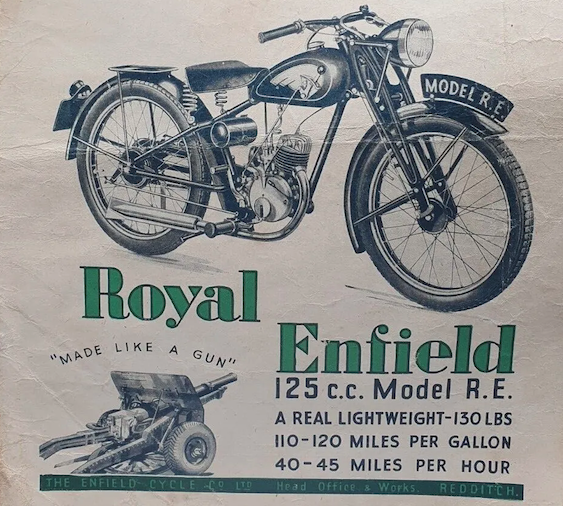 MODEL R.E.
Royal
Enfield
"MADE LIKE A GUN"
125 c.c. Model R.E.
A REAL LIGHTWEIGHT-130 LBS
110-120 MILES PER GALLON
40-45 MILES PER HOUR
THE ENFIELD CYCLE Co LTD Head Office & Works, REDDITCH.